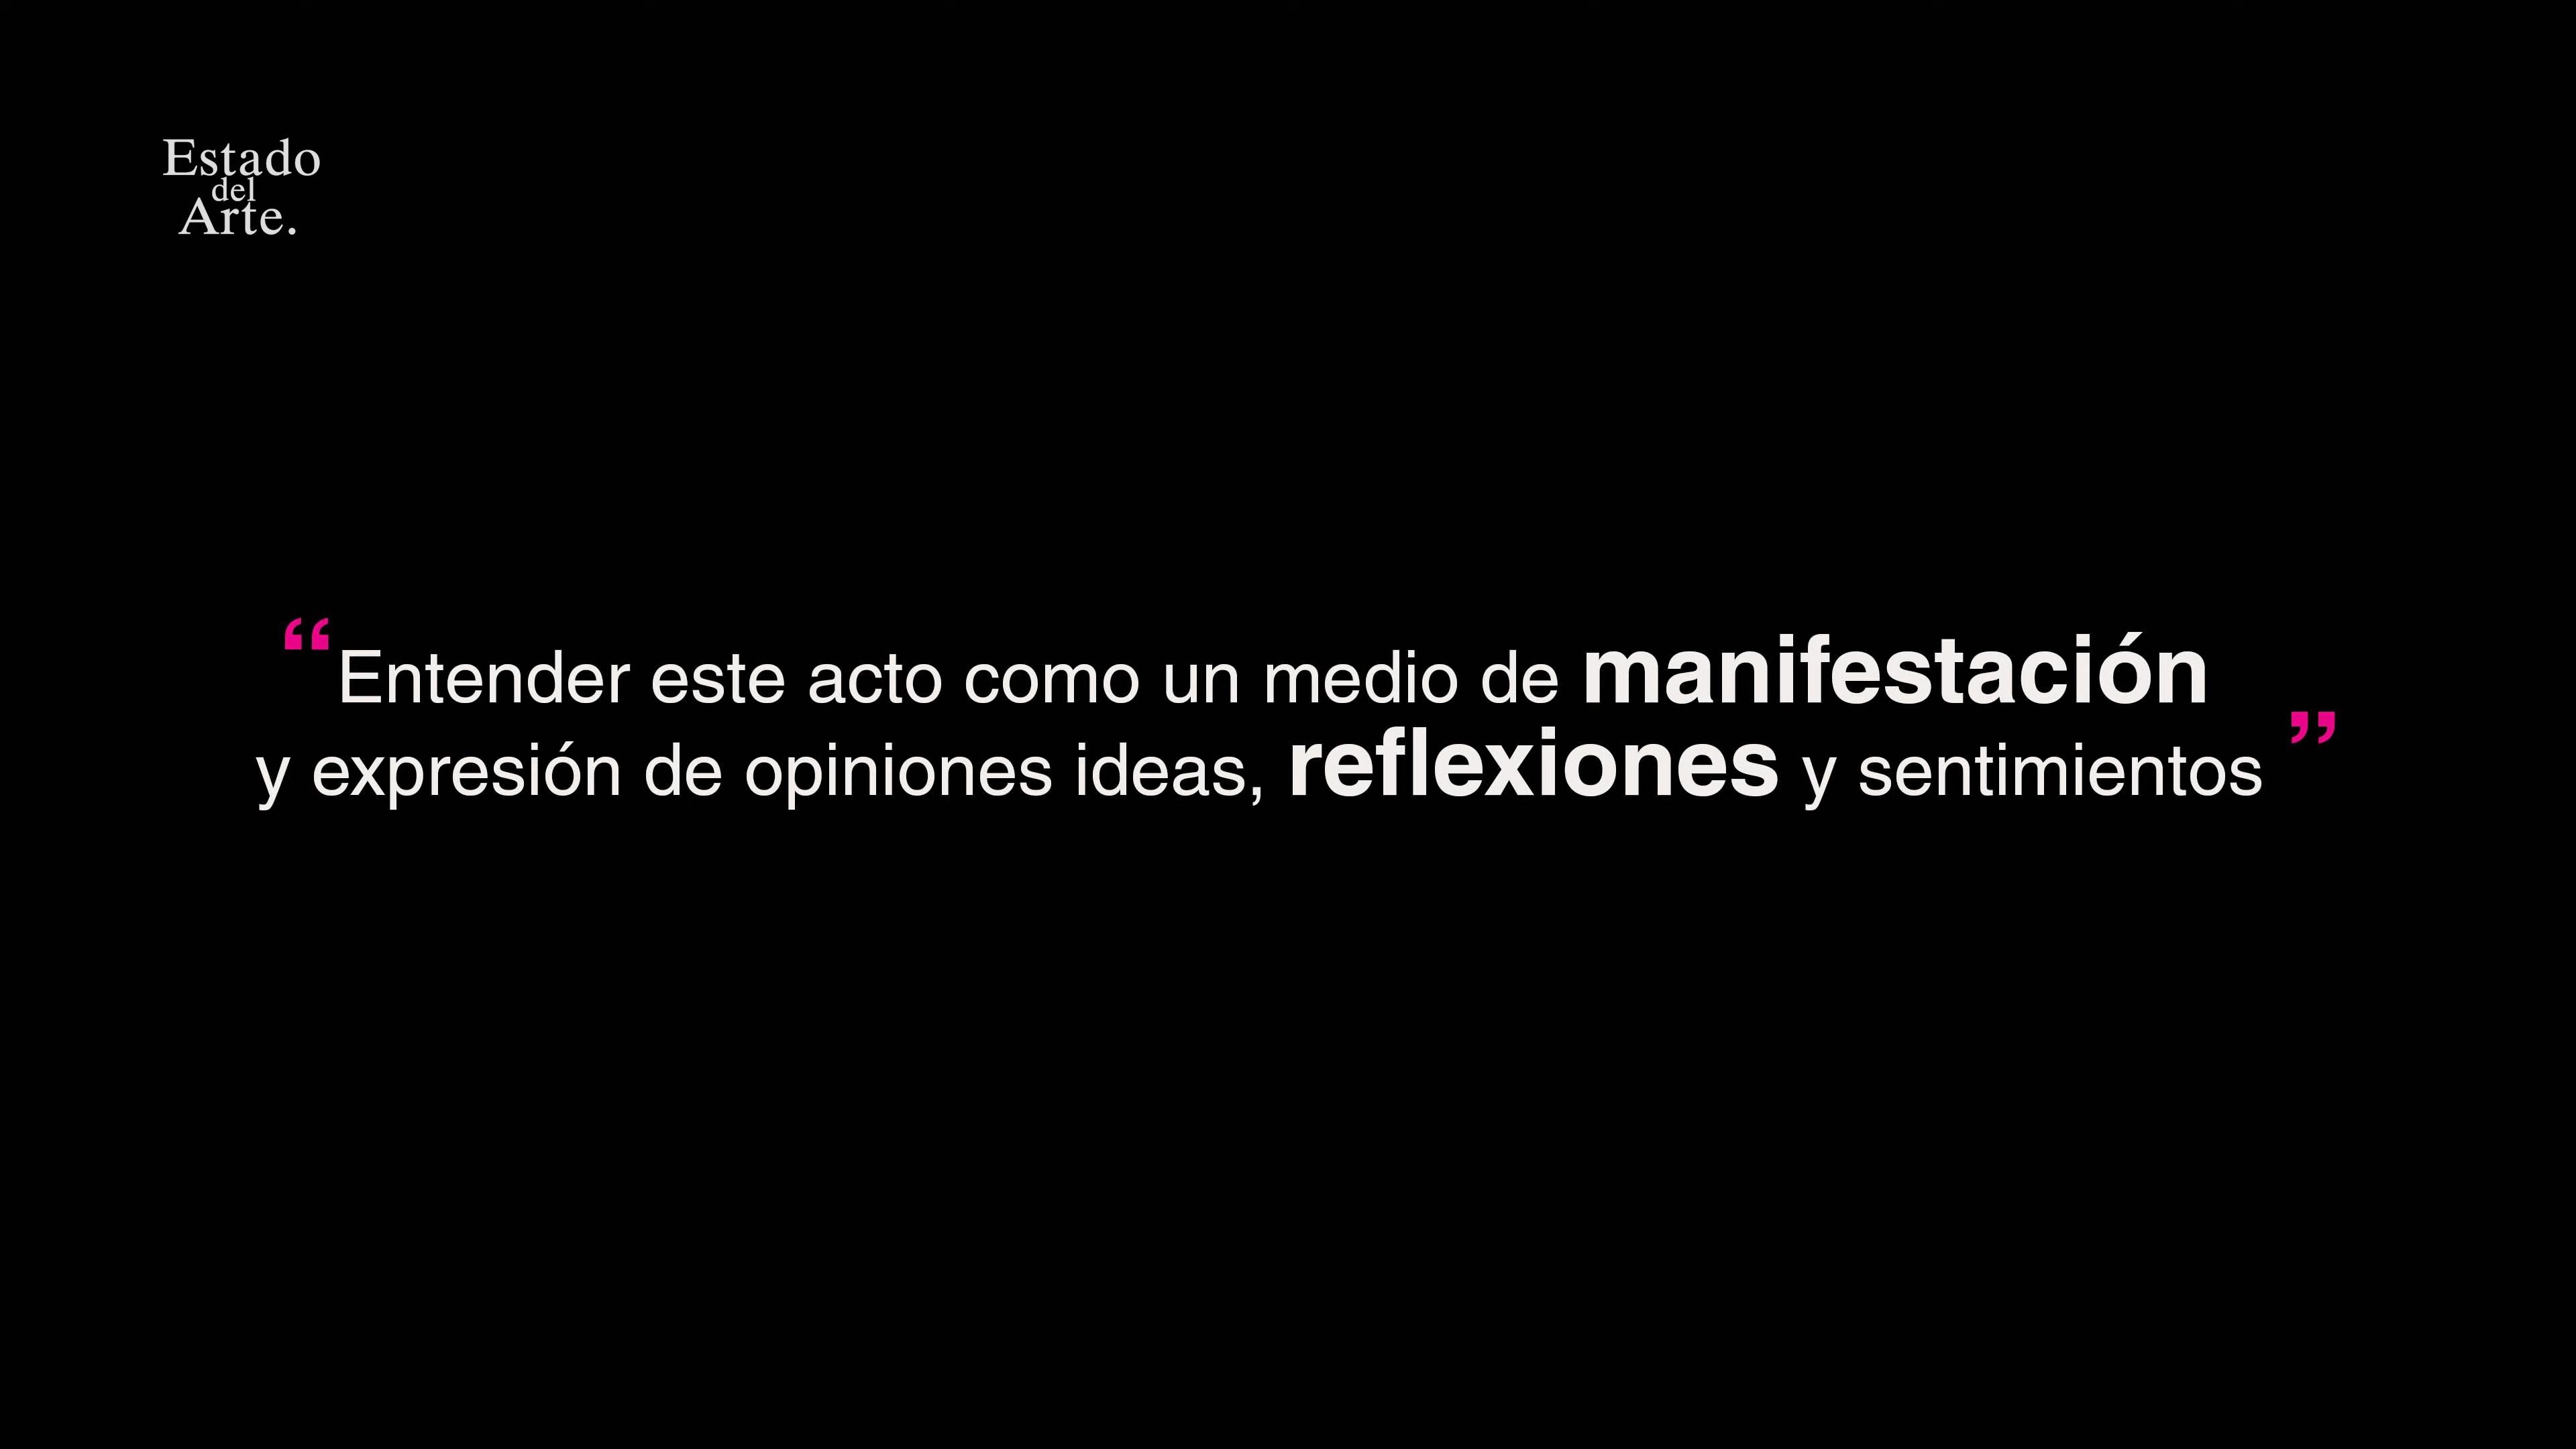 Estado
del
Arte.
“Entender este acto como un medio de manifestación
y expresión de opiniones ideas, reflexiones y sentimientos”